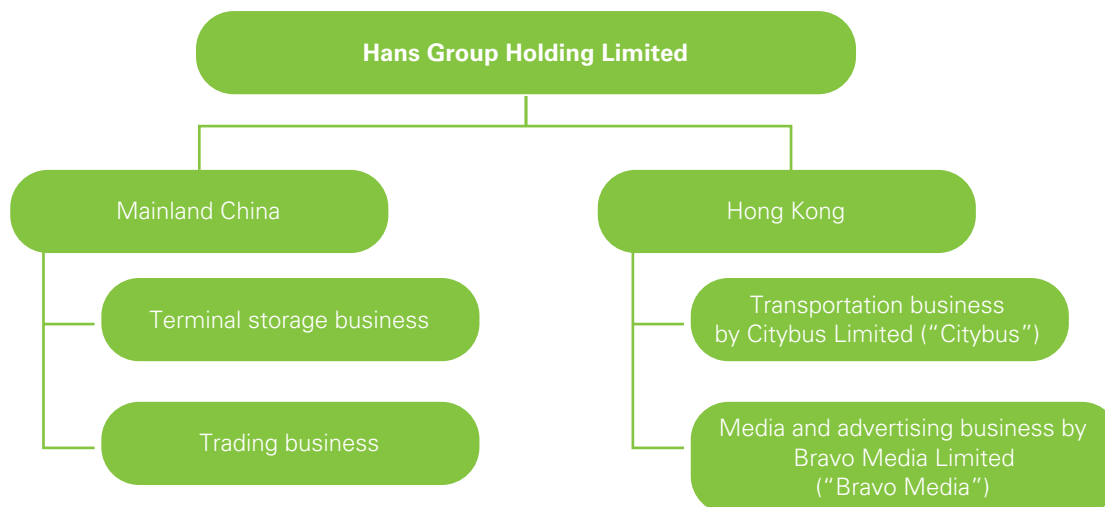 Hans Group Holding Limited
Mainland China
Terminal storage business
Trading business
Hong Kong
Transportation business
by Citybus Limited (“Citybus”)
Media and advertising business by
Bravo Media Limited
(“Bravo Media”)